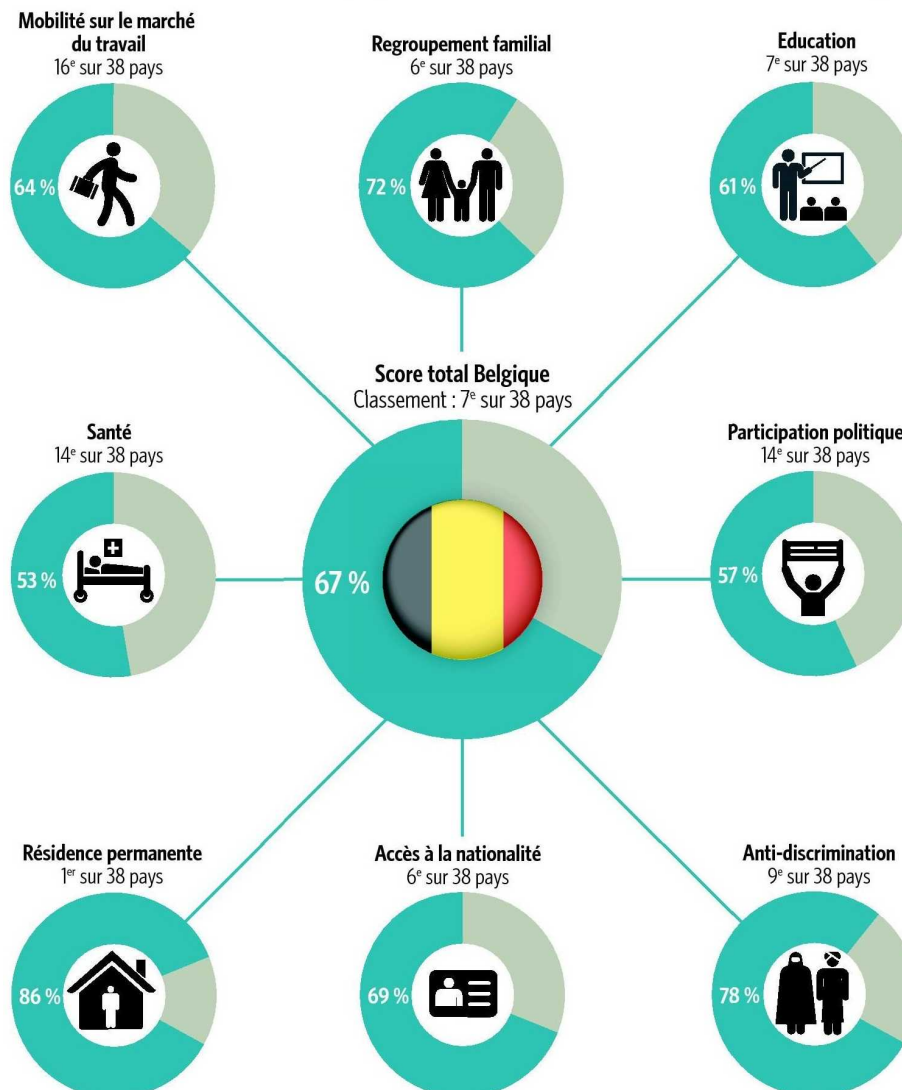 Mobilité sur le marché
du travail
16e sur 38 pays
64 %
Regroupement familial
6e sur 38 pays
72 %
Education
7e sur 38 pays
61 %
Score total Belgique
Classement : 7e sur 38 pays
67 %
Santé
14e sur 38 pays
53 %
Participation politique
14e sur 38 pays
57 %
Résidence permanente
1er sur 38 pays
86 %
Accès à la nationalité
6e sur 38 pays
69 %
Anti-discrimination
9e sur 38 pays
78 %